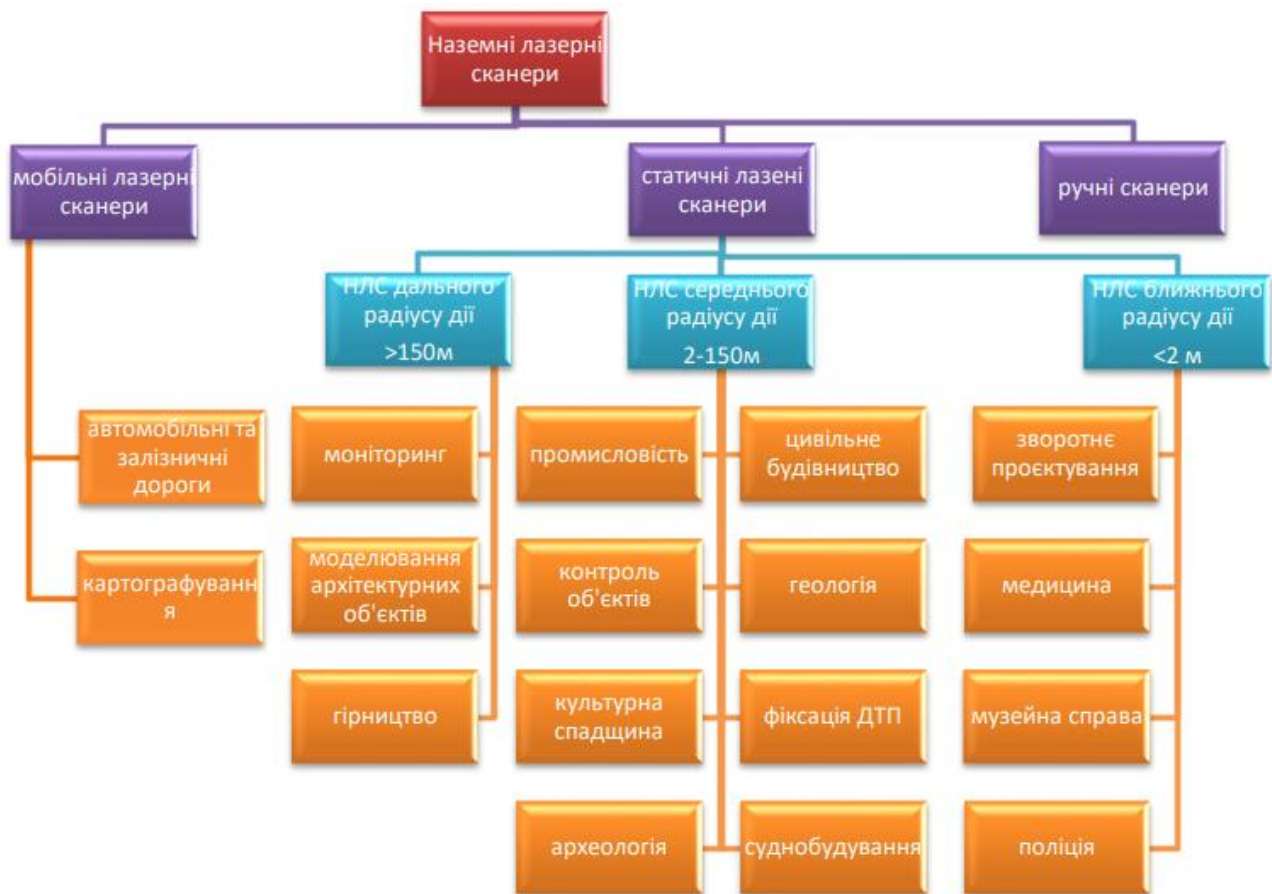 Наземні лазерні
сканери
мобільні лазерні
сканери
статичні лазені
сканери
ручні сканери
НЛС дального
радіусу дії
>150м
НЛС середнього
радіусу дії
2-150м
НЛС ближнього
радіусу дії
<2 м
автомобільні та
залізничні
дороги
картографуванн
я
моніторинг
моделювання
архітектурних
об'єктів
гірництво
промисловість
контроль
об'єктів
культурна
спадщина
археологія
цивільне
будівництво
геологія
фіксація ДТП
суднобудування
зворотнє
проєктування
медицина
музейна справа
поліція